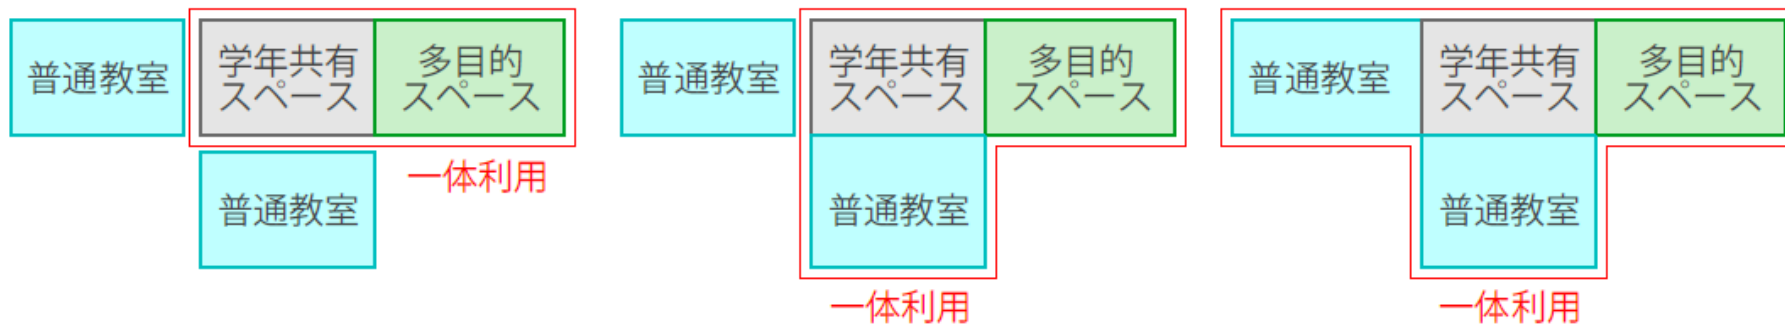 普通教室
学年共有
スペース
多目的
スペース
一体利用
普通教室
普通教室
学年共有
スペース
多目的
スペース
普通教室
一体利用
普通教室
学年共有
スペース
多目的
スペース
普通教室
一体利用